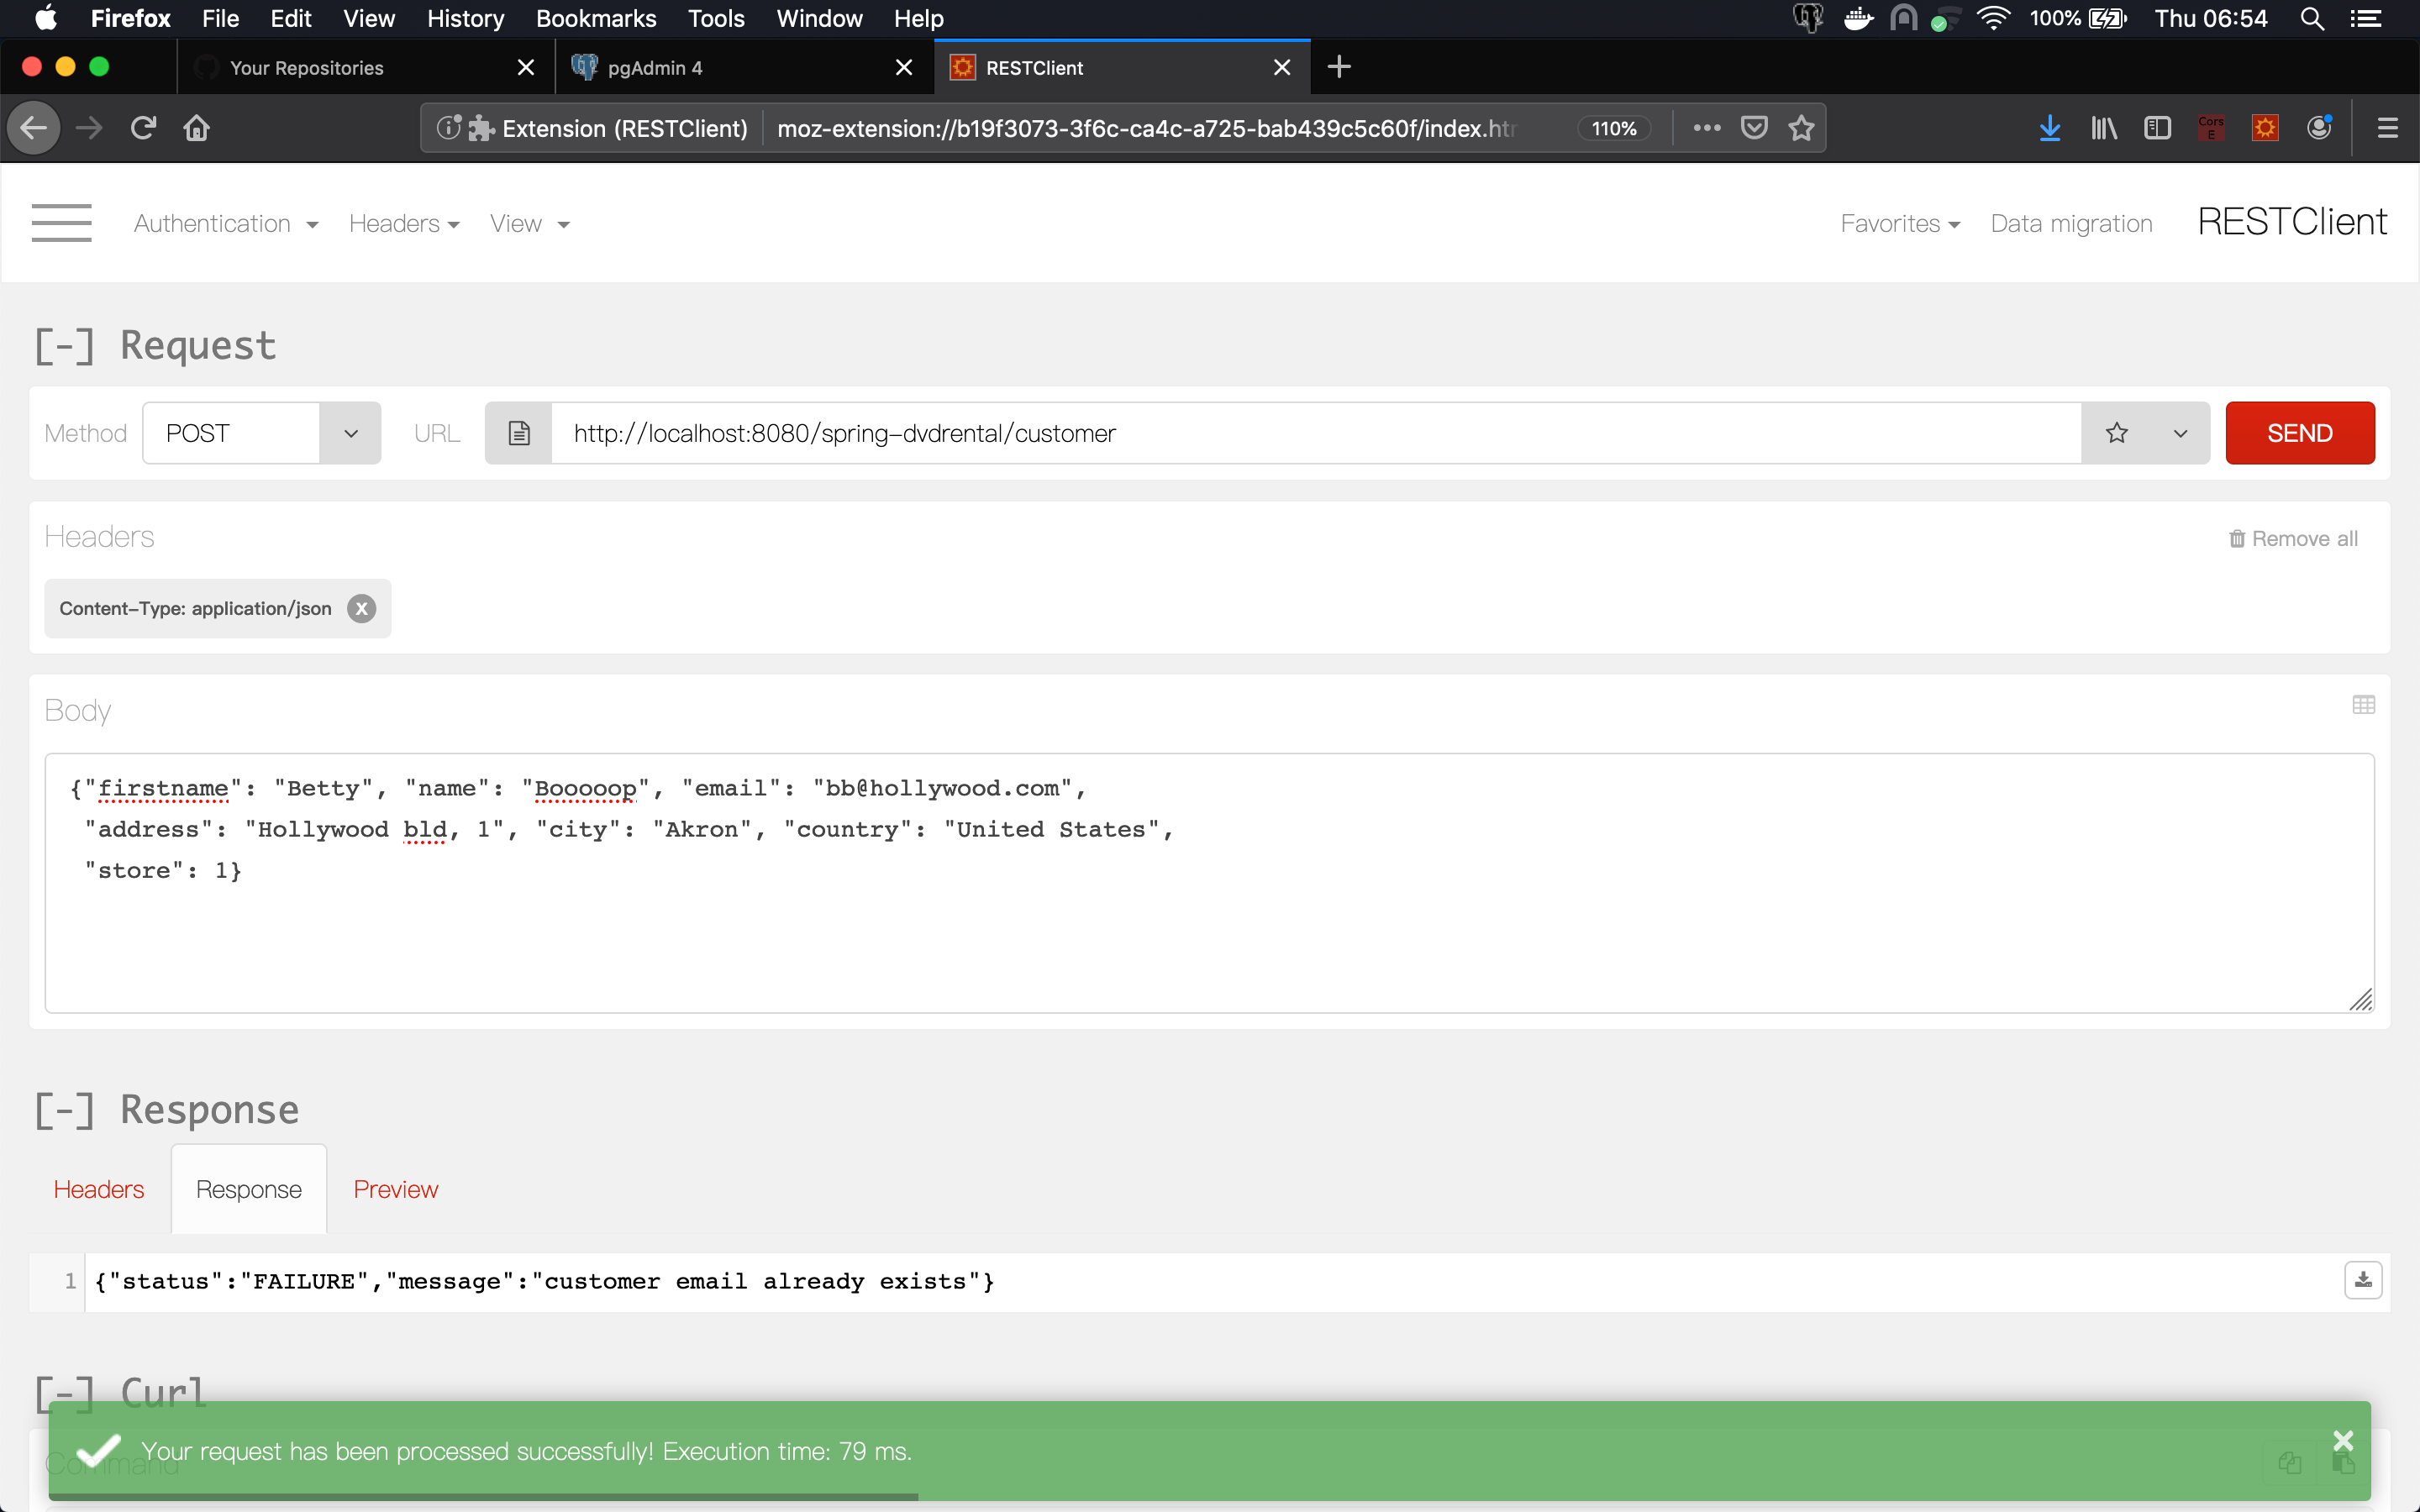 Firefox File Edit View History Bookmarks Tools Window Help 100% Thu 06:54
Your Repositories pgAdmin 4 RESTClient
Extension (RESTClient) moz-extension://b19f3073-3f6c-ca4c-a725-bab439c5c60f/index.htm 110% Cors E
Authentication Headers View Favorites Data migration RESTClient
[-] Request
Method POST URL http://localhost:8080/spring-dvdrental/customer SEND
Headers Remove all
Content-Type: application/json x
Body
{"firstname": "Betty", "name": "Booooop", "email": "bb@hollywood.com",
"address": "Hollywood bld, 1", "city": "Akron", "country": "United States",
"store": 1}
[-] Response
Headers Response Preview
1 {"status":"FAILURE","message":"customer email already exists"}
[-] Curl
Command
Your request has been processed successfully! Execution time: 79 ms.